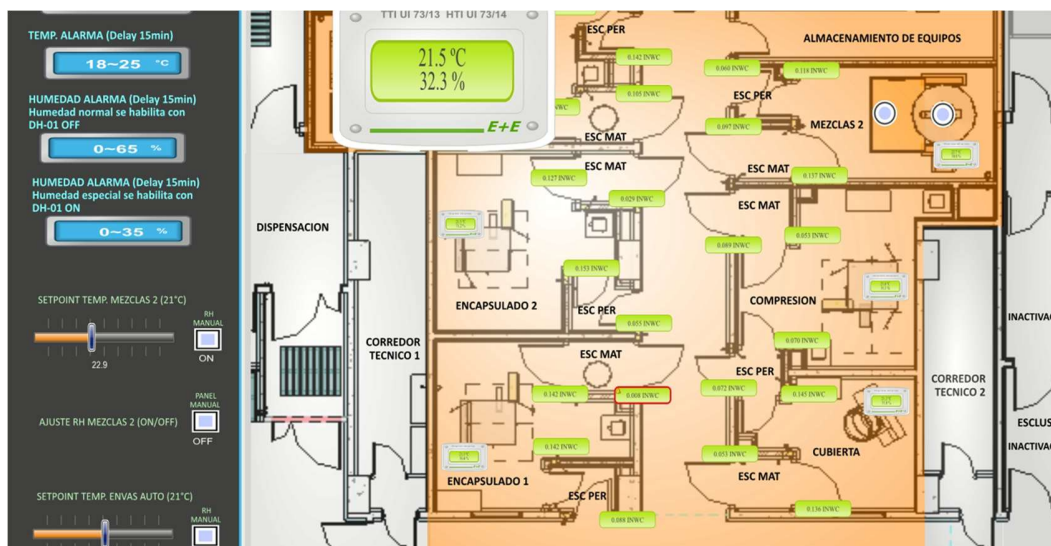 TTI UI 73/13 HTI UI 73/14
21.5 ºC
32.3 %
E+E
TEMP. ALARMA (Delay 15min)
18~25 °C
HUMEDAD ALARMA (Delay 15min)
Humedad normal se habilita con
DH-01 OFF
0~65 %
HUMEDAD ALARMA (Delay 15min)
Humedad especial se habilita con
DH-01 ON
0~35 %
SETPOINT TEMP. MEZCLAS 2 (21°C)
22.9
RH
MANUAL
ON
AJUSTE RH MEZCLAS 2 (ON/OFF)
PANEL
MANUAL
OFF
SETPOINT TEMP. ENVAS AUTO (21°C)
RH
MANUAL
ESC PER
ALMACENAMIENTO DE EQUIPOS
0.142 INWC
0.060 INWC
0.118 INWC
0.105 INWC
ESC PER
MEZCLAS 2
0.097 INWC
ESC MAT
ESC MAT
ESC MAT
0.127 INWC
0.137 INWC
0.029 INWC
ESC MAT
DISPENSACION
0.053 INWC
0.089 INWC
0.153 INWC
ENCAPSULADO 2
ESC PER
COMPRESION
0.055 INWC
INACTIVA
CORREDOR
TECNICO 1
ESC MAT
0.070 INWC
ESC PER
CORREDOR
TECNICO 2
0.142 INWC
0.008 INWC
0.072 INWC
0.145 INWC
ESCLUS
INACTIVA
0.142 INWC
0.053 INWC
CUBIERTA
ENCAPSULADO 1
ESC MAT
ESC PER
0.088 INWC
0.136 INWC